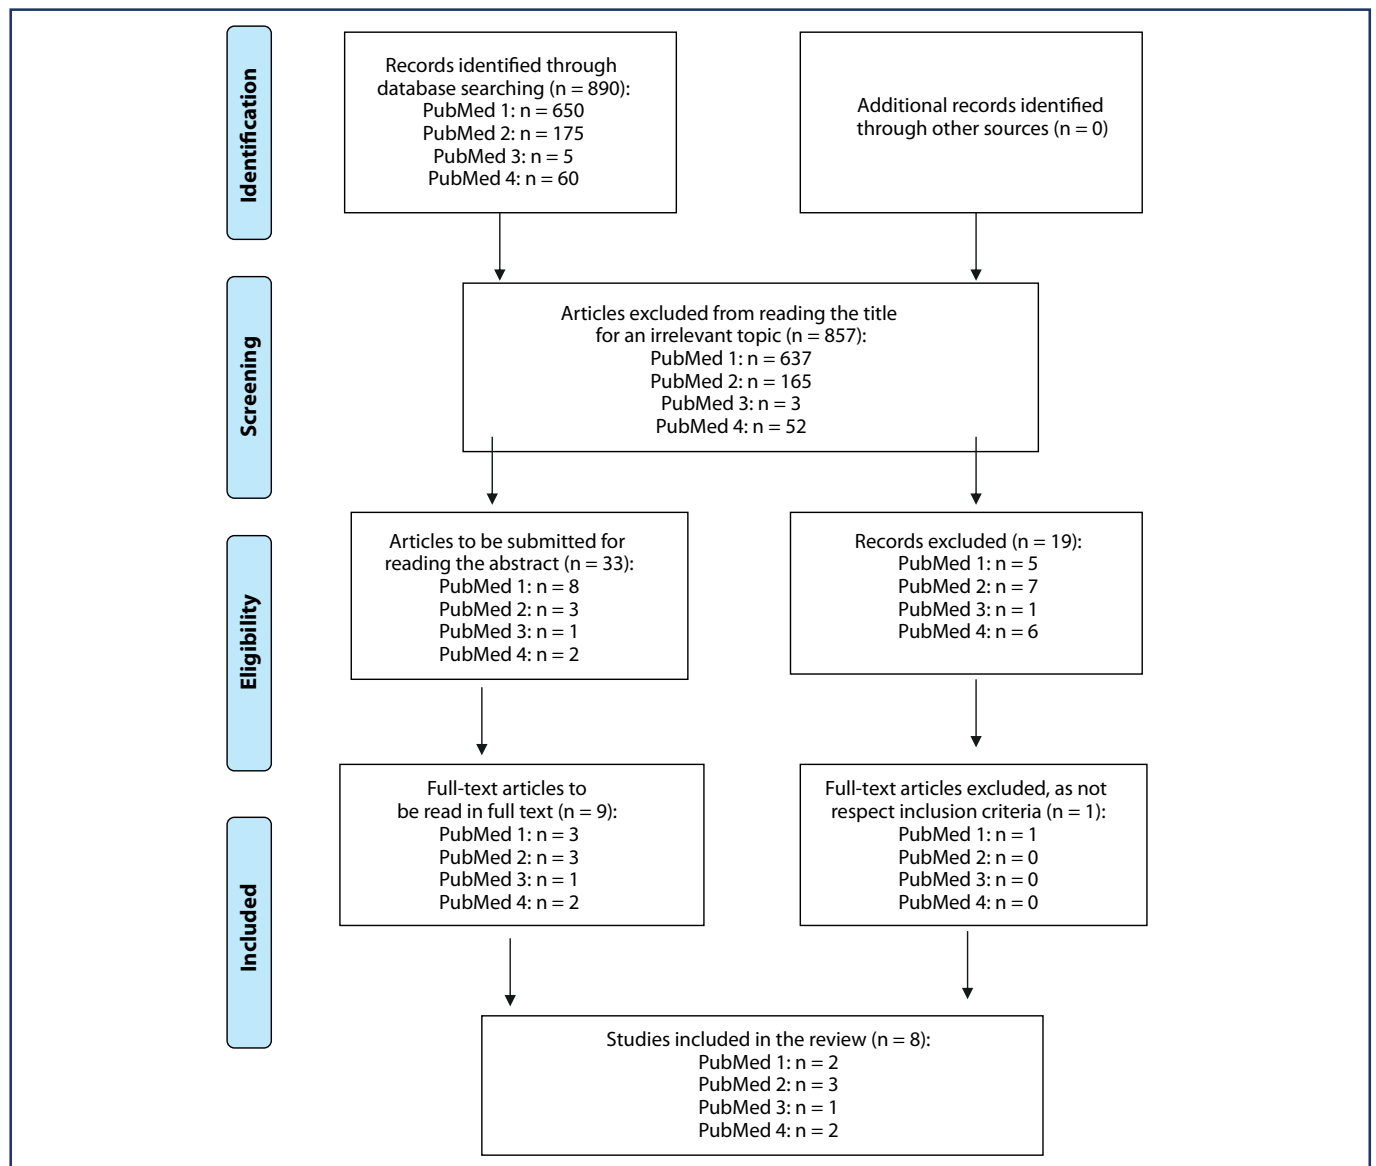 Identification
Records identified through
database searching (n = 890):
PubMed 1: n = 650
PubMed 2: n = 175
PubMed 3: n = 5
PubMed 4: n = 60
Additional records identified
through other sources (n = 0)
Screening
Articles excluded from reading the title
for an irrelevant topic (n = 857):
PubMed 1: n = 637
PubMed 2: n = 165
PubMed 3: n = 3
PubMed 4: n = 52
Eligibility
Articles to be submitted for
reading the abstract (n = 33):
PubMed 1: n = 8
PubMed 2: n = 3
PubMed 3: n = 1
PubMed 4: n = 2
Records excluded (n = 19):
PubMed 1: n = 5
PubMed 2: n = 7
PubMed 3: n = 1
PubMed 4: n = 6
Included
Full-text articles to
be read in full text (n = 9):
PubMed 1: n = 3
PubMed 2: n = 3
PubMed 3: n = 1
PubMed 4: n = 2
Full-text articles excluded, as not
respect inclusion criteria (n = 1):
PubMed 1: n = 1
PubMed 2: n = 0
PubMed 3: n = 0
PubMed 4: n = 0
Studies included in the review (n = 8):
PubMed 1: n = 2
PubMed 2: n = 3
PubMed 3: n = 1
PubMed 4: n = 2